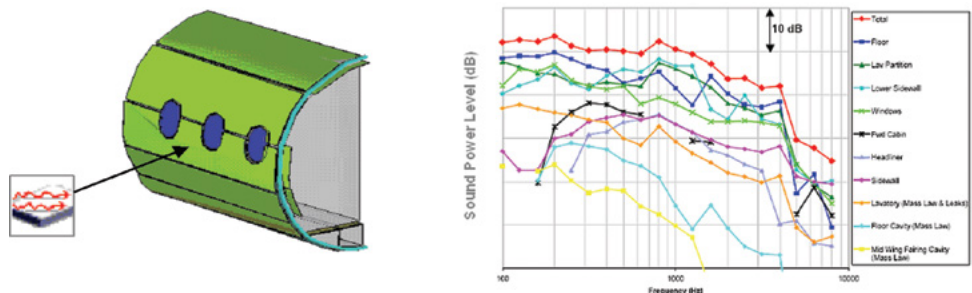 Sound Power Level (dB)
10 dB
100
1000
10000
Frequency (Hz)
Total
Floor
Lav Partition
Lower Sidewall
Windows
Fwd Cabin
Headliner
Sidewall
Lavatory (Mass Law & Leaks)
Floor Cavity (Mass Law)
Mid Wing Fairing Cavity
(Mass Law)